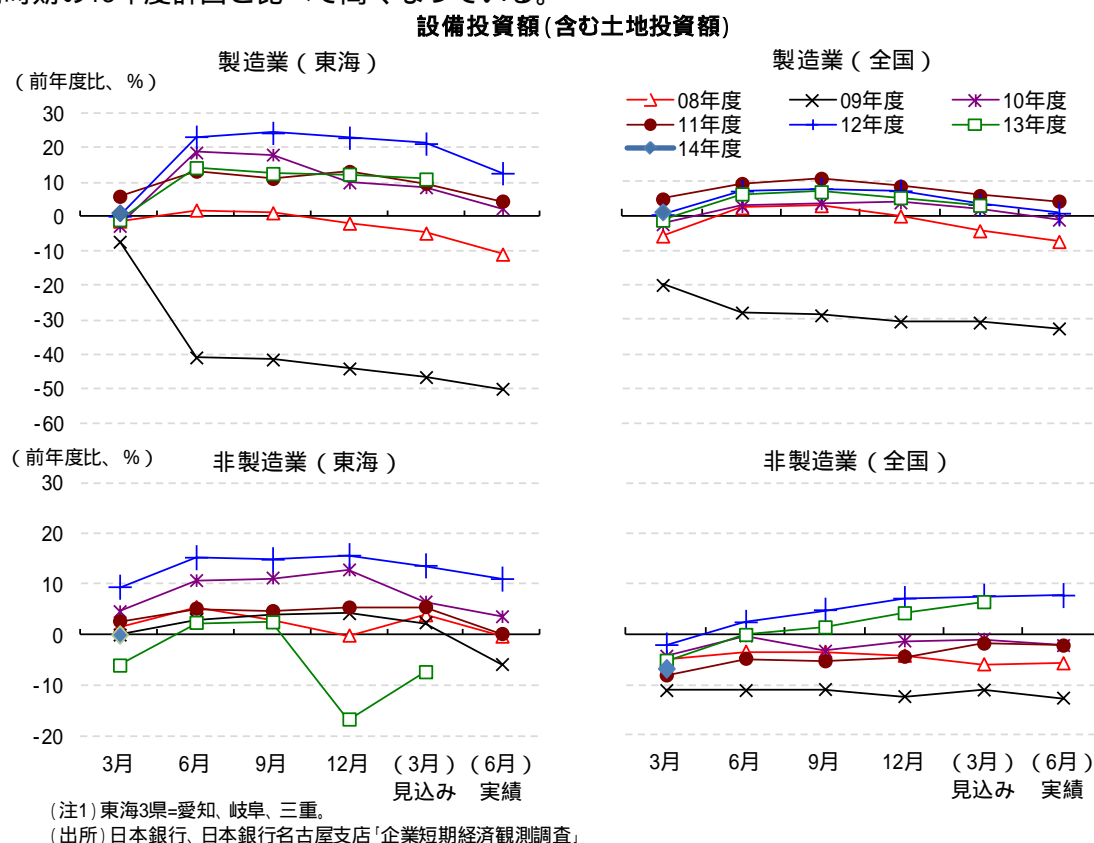 設備投資額(含む土地投資額)
製造業(東海)
製造業(全国)
(前年度比、%)
08年度
09年度
10年度
11年度
12年度
13年度
14年度
30
20
10
0
-10
-20
-30
-40
-50
-60
(前年度比、%)
非製造業(東海)
非製造業(全国)
30
20
10
0
-10
-20
3月 6月 9月 12月 (3月) (6月)
見込み 実績
3月 6月 9月 12月 (3月) (6月)
見込み 実績
(注1)東海3県=愛知、岐阜、三重。
(出所)日本銀行、日本銀行名古屋支店「企業短期経済観測調査」